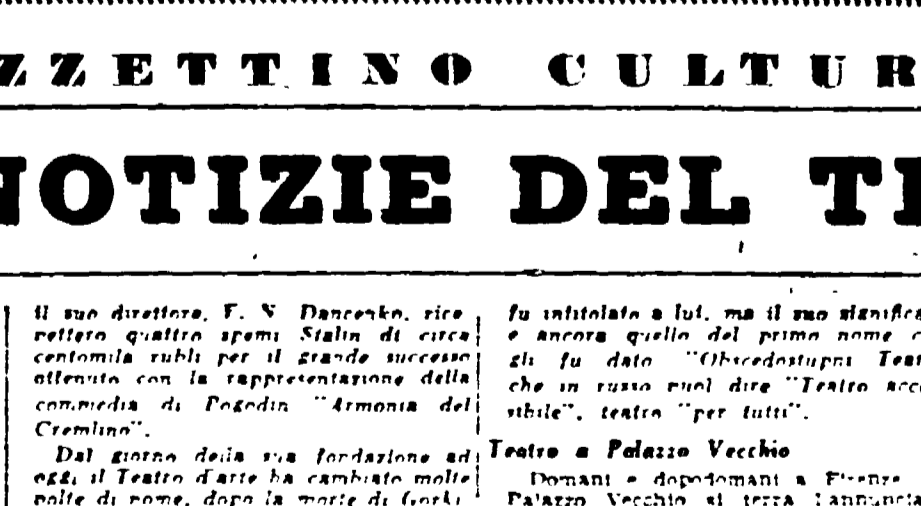 ZZETTINO CULTUR
NOTIZIE DEL TE
il suo direttore, F. N. Dancenko, rice
vettero quattro spemi Stalin di circa
centomila rubli per il grande successo
ottenuto con la rappresentazione della
commedia di Pogodin "Armonia del
Cremlino".
Dal giorno della sua fondazione ad
oggi il Teatro d'arte ha cambiato molte
volte di nome, dopo la morte di Gorki
fu intitolato a lui, ma il suo signific
e ancora quello del primo nome
gli fu dato "Obscedostupni Teat
che in russo vuol dire "Teatro acc
sibile", teatro "per tutti".
Teatro a Palazzo Vecchio
Domani e dopodomani a Firenze
Palazzo Vecchio si terrà l'annuncia